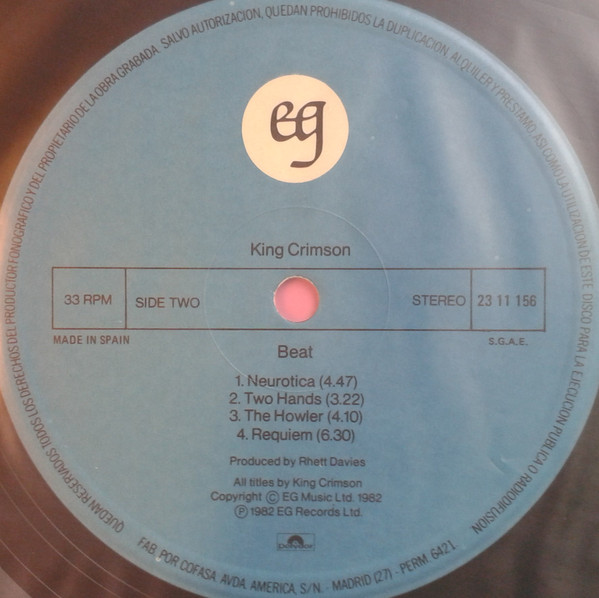 eg
King Crimson
33 RPM
SIDE TWO
STEREO
23 11 156
MADE IN SPAIN
S.G.A.E.
Beat
1. Neurotica (4.47)
2. Two Hands (3.22)
3. The Howler (4.10)
4. Requiem (6.30)
Produced by Rhett Davies
All titles by King Crimson
Copyright Ⓒ EG Music Ltd. 1982
Ⓟ 1982 EG Records Ltd.
Polydor
QUEDAN RESERVADOS TODOS LOS DERECHOS DEL PRODUCTOR FONOGRAFICO Y DEL PROPIETARIO DE LA OBRA GRABADA. SALVO AUTORIZACION, QUEDAN PROHIBIDOS LA DUPLICACION, ALQUILER Y PRESTAMO, ASI COMO LA UTILIZACION DE ESTE DISCO PARA LA EJECUCION PUBLICA O RADIODIFUSION
FAB. POR COFASA. AVDA. AMERICA, S/N. - MADRID (27) - PERM. 6421